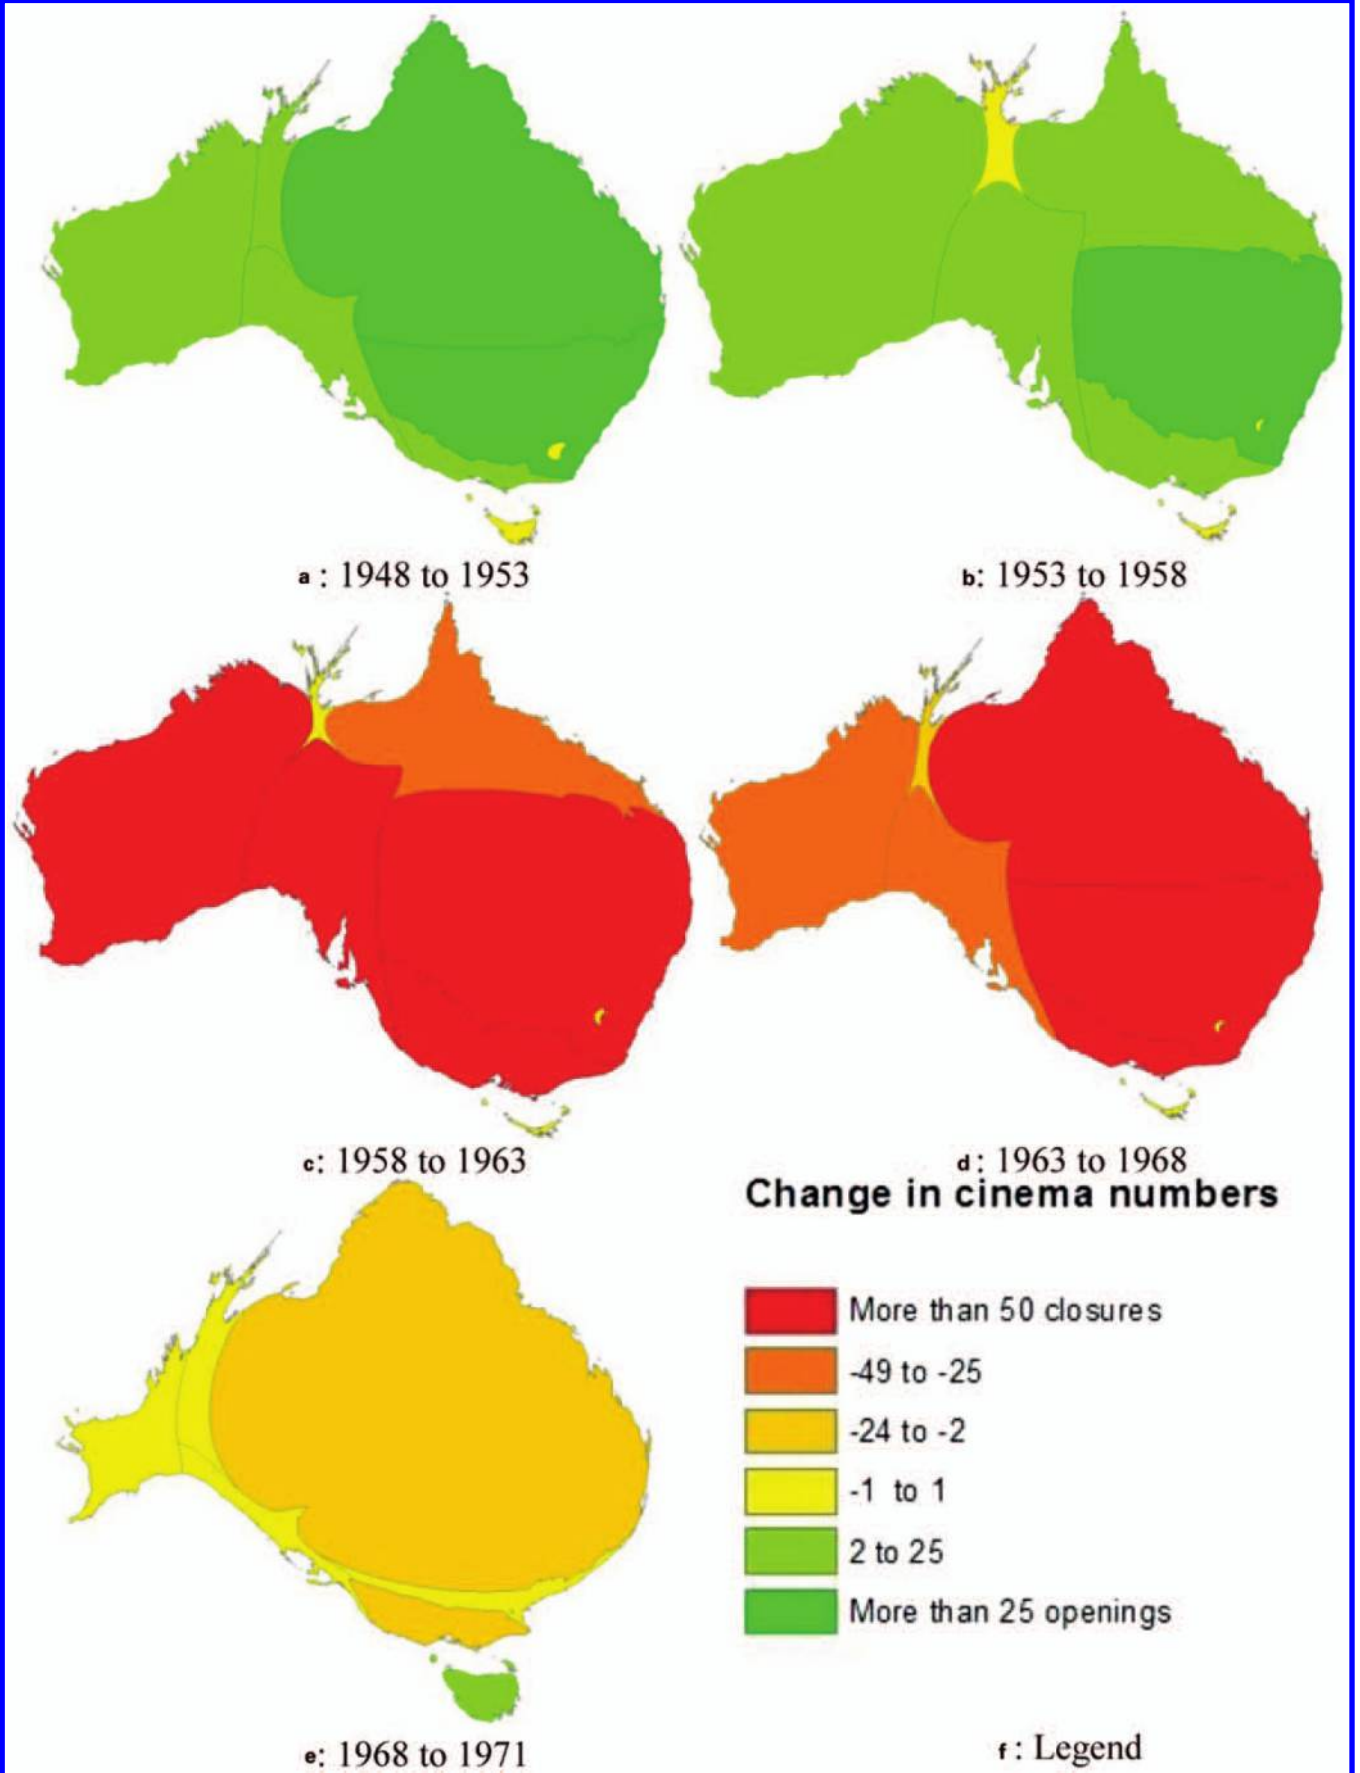 a : 1948 to 1953
b: 1953 to 1958
c: 1958 to 1963
d : 1963 to 1968
Change in cinema numbers
More than 50 closures
-49 to -25
-24 to -2
-1 to 1
2 to 25
More than 25 openings
e: 1968 to 1971
f : Legend